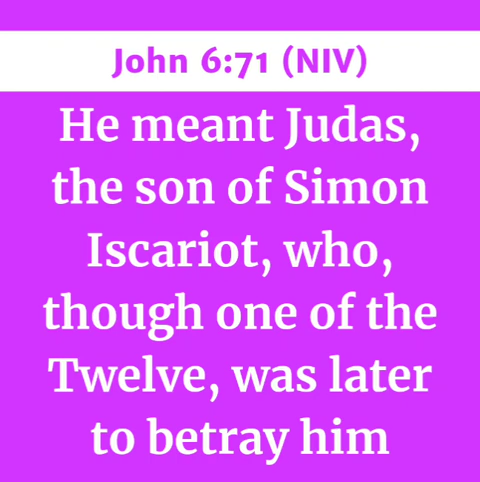 John 6:71 (NIV)
He meant Judas,
the son of Simon
Iscariot, who,
though one of the
Twelve, was later
to betray him